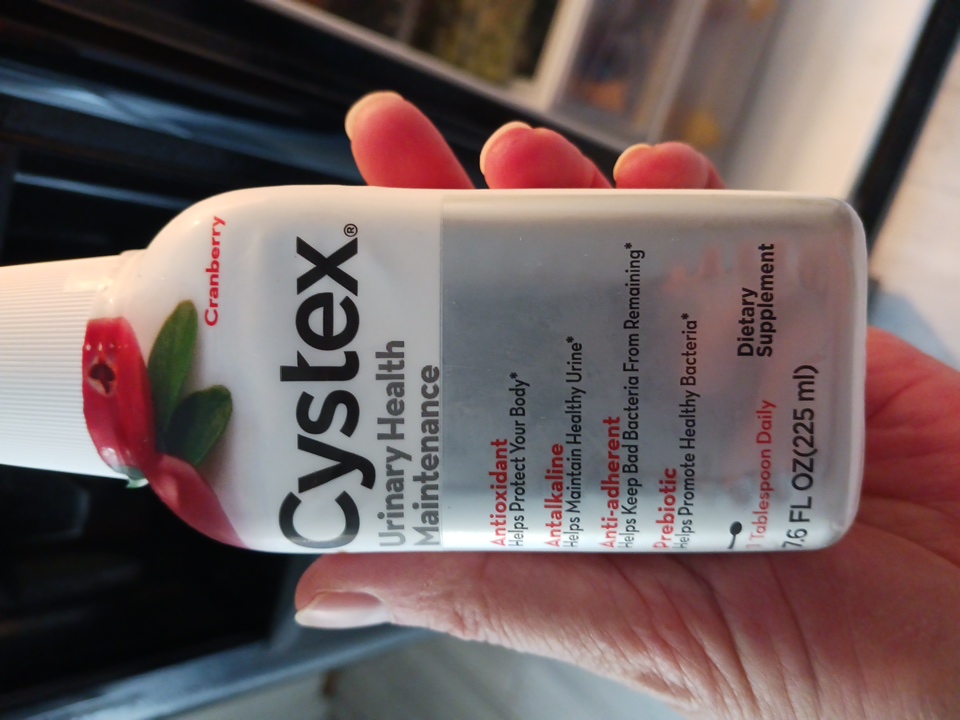 Cranberry
Cystex®
Urinary Health
Maintenance
Antioxidant
Helps Protect Your Body*
Antalkaline
Helps Maintain Healthy Urine*
Anti-adherent
Helps Keep Bad Bacteria From Remaining*
Prebiotic
Helps Promote Healthy Bacteria*
1 Tablespoon Daily
Dietary
Supplement
7.6 FL OZ(225 ml)